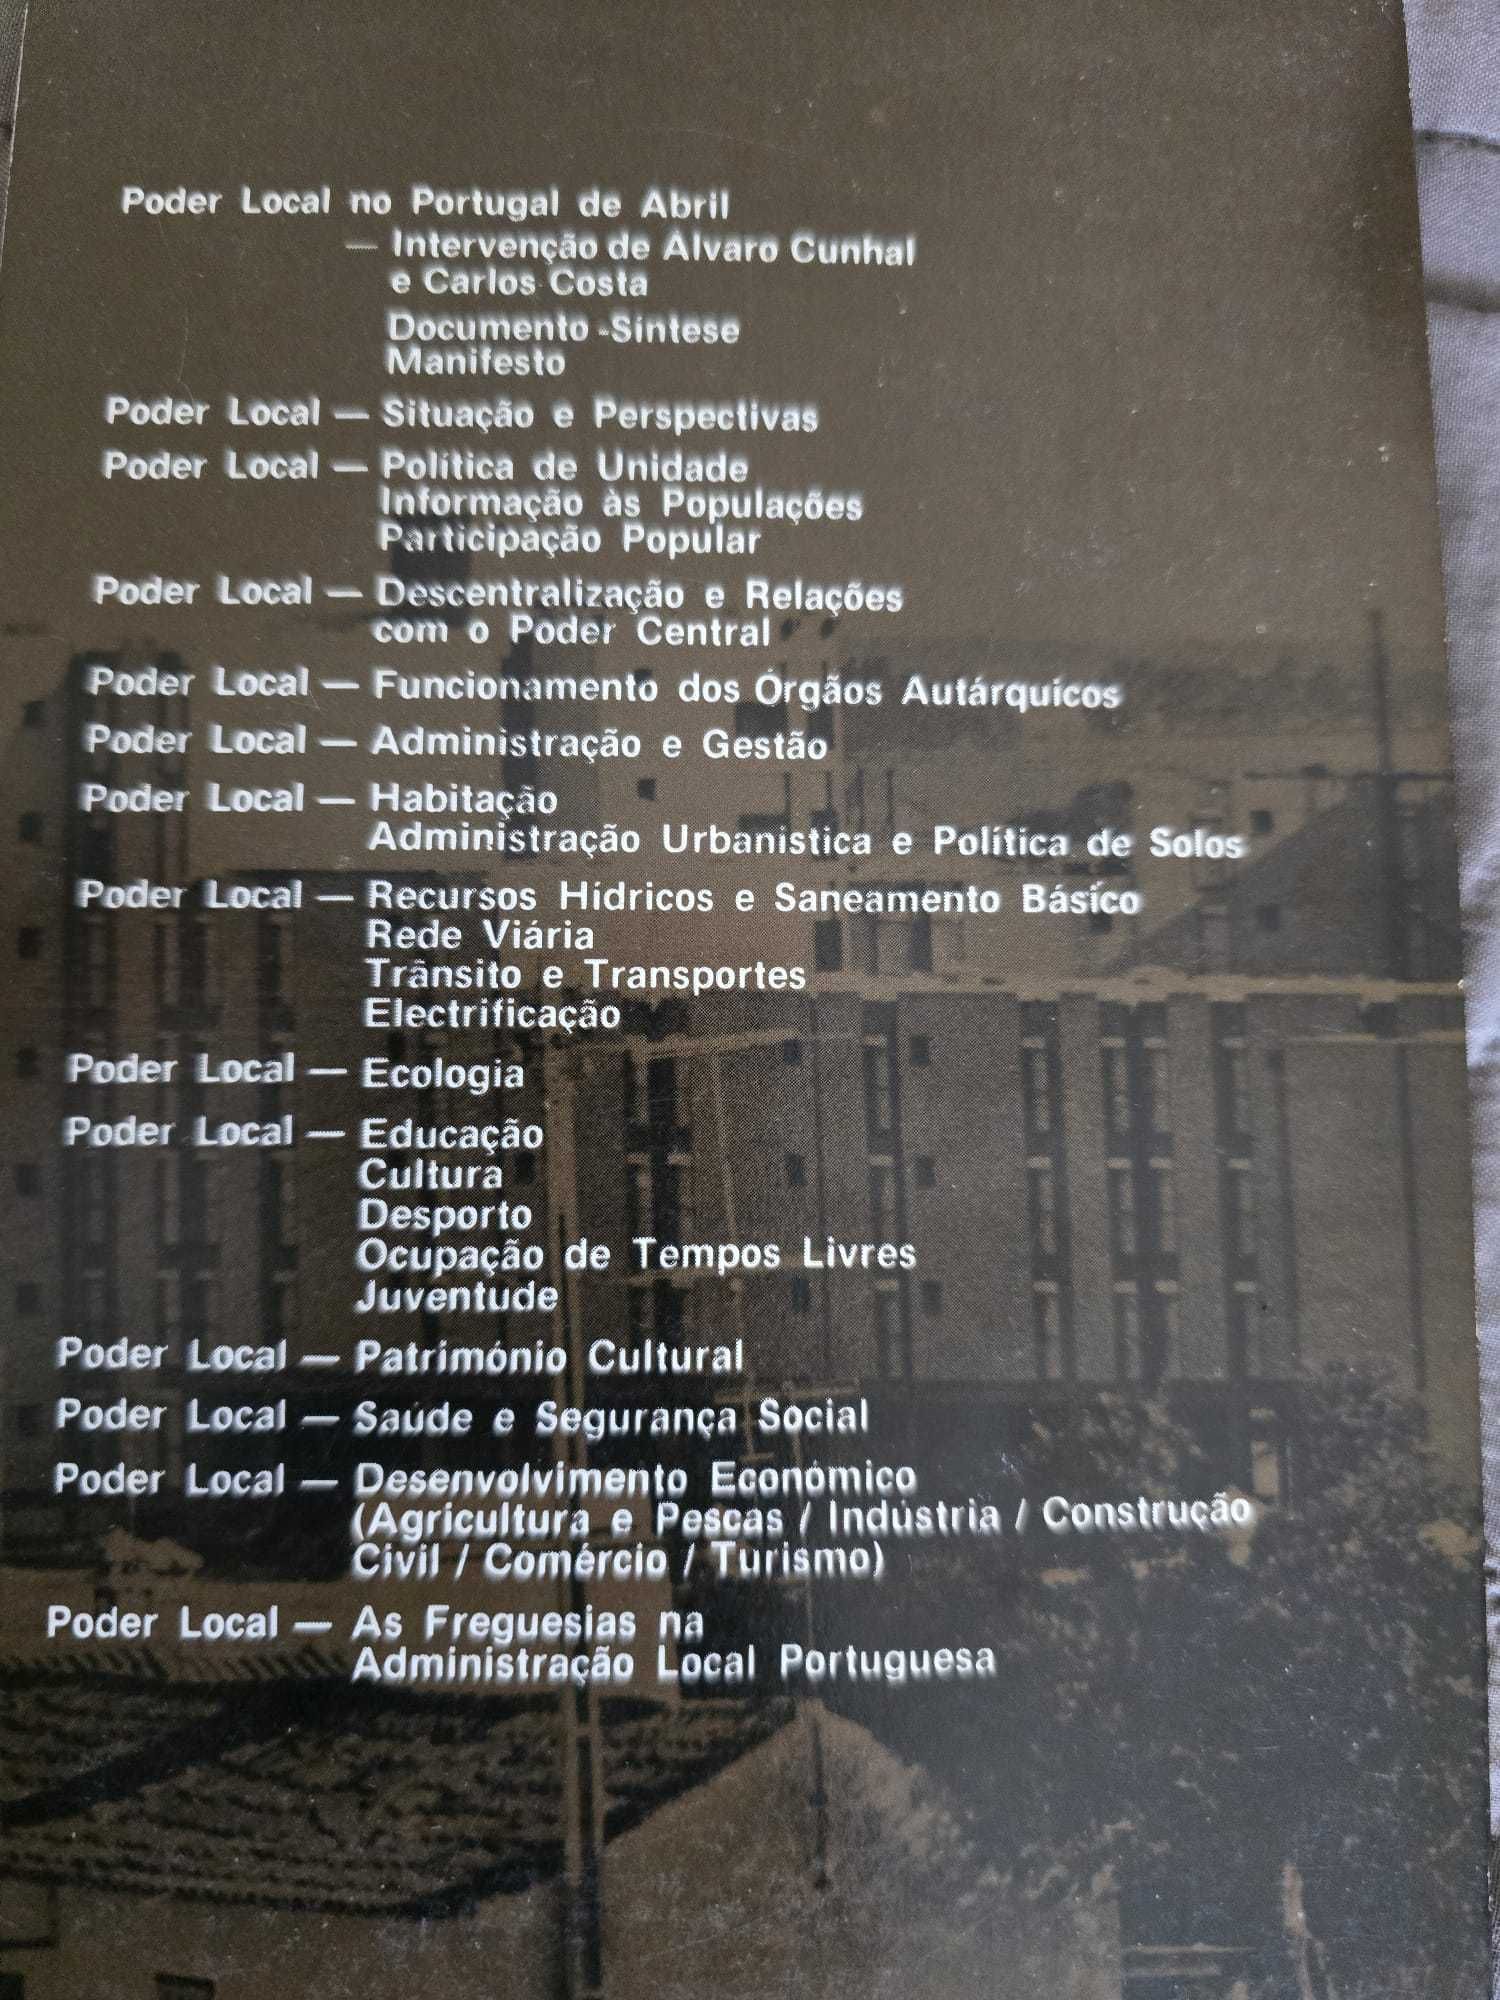 Poder Local no Portugal de Abril
— Intervenção de Álvaro Cunhal
e Carlos Costa
Documento-Síntese
Manifesto
Poder Local — Situação e Perspectivas
Poder Local — Política de Unidade
Informação às Populações
Participação Popular
Poder Local — Descentralização e Relações
com o Poder Central
Poder Local — Funcionamento dos Órgãos Autárquicos
Poder Local — Administração e Gestão
Poder Local — Habitação
Administração Urbanística e Política de Solos
Poder Local — Recursos Hídricos e Saneamento Básico
Rede Viária
Trânsito e Transportes
Electrificação
Poder Local — Ecologia
Poder Local — Educação
Cultura
Desporto
Ocupação de Tempos Livres
Juventude
Poder Local — Património Cultural
Poder Local — Saúde e Segurança Social
Poder Local — Desenvolvimento Económico
(Agricultura e Pescas / Indústria / Construção
Civil / Comércio / Turismo)
Poder Local — As Freguesias na
Administração Local Portuguesa